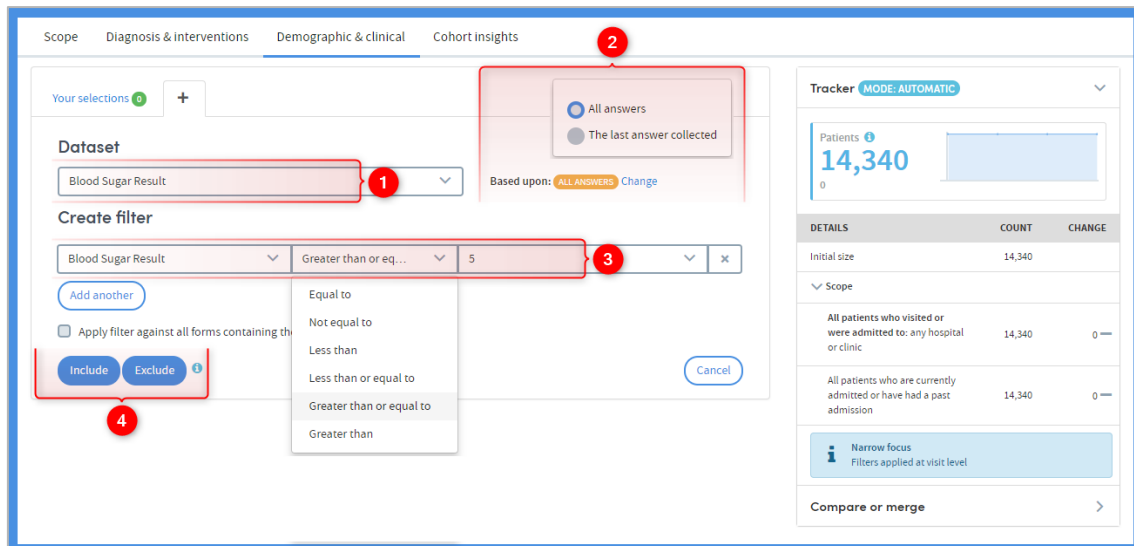 Scope Diagnosis & interventions Demographic & clinical Cohort insights
2
Your selections 0 +
All answers
The last answer collected
Dataset
Blood Sugar Result
1
Based upon: ALL ANSWERS Change
Create filter
Blood Sugar Result Greater than or eq... 5 ×
3
Add another
Equal to
Not equal to
Apply filter against all forms containing th
Less than
Include Exclude
Less than or equal to
Cancel
Greater than or equal to
4
Greater than
Tracker MODE: AUTOMATIC
Patients
14,340
0
DETAILS COUNT CHANGE
Initial size 14,340
Scope
All patients who visited or
were admitted to: any hospital 14,340 0
or clinic
All patients who are currently
admitted or have had a past 14,340 0
admission
i Narrow focus
Filters applied at visit level
Compare or merge